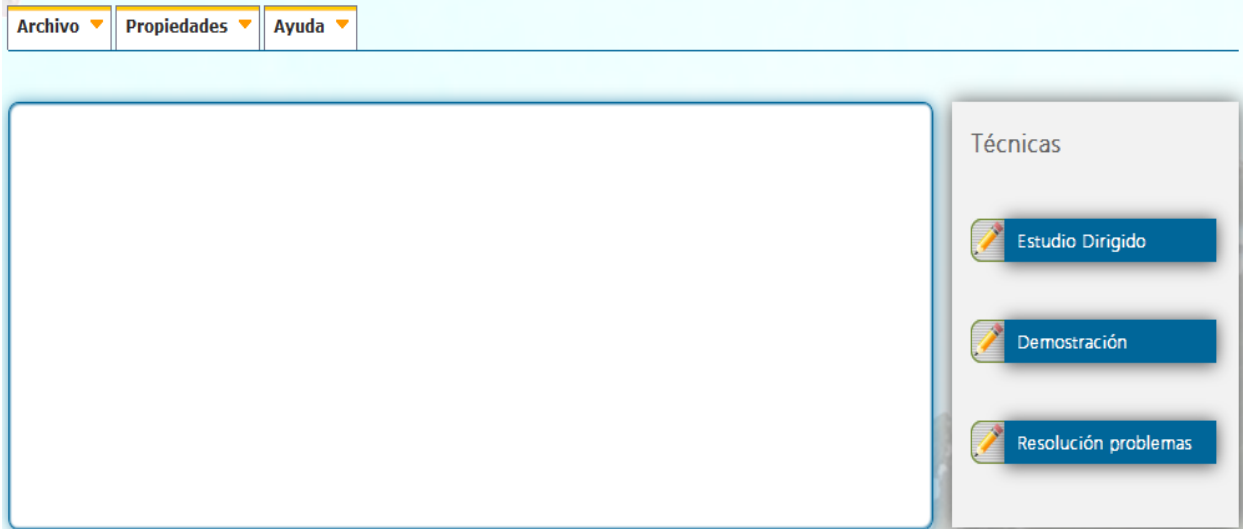 Archivo Propiedades Ayuda
Técnicas
Estudio Dirigido
Demostración
Resolución problemas